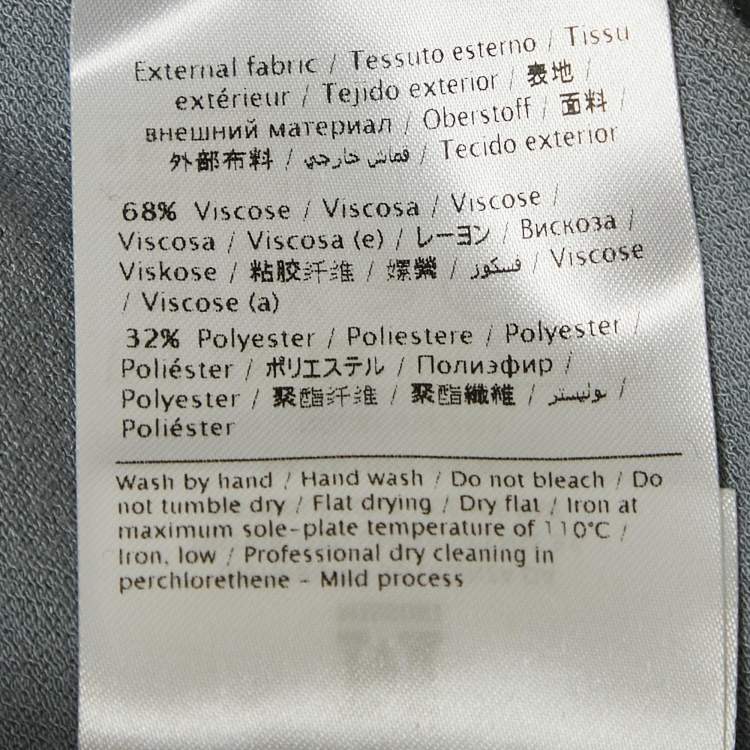 External fabric / Tessuto esterno / Tissu
extérieur / Tejido exterior / 表地 /
внешний материал / Oberstoff / 面料 /
外部布料 / قماش خارجي / Tecido exterior
68% Viscose / Viscosa / Viscose /
Viscosa / Viscosa (e) / レーヨン / Вискоза /
Viskose / 粘胶纤维 / 嫘縈 / فسكوز / Viscose
/ Viscose (a)
32% Polyester / Poliestere / Polyester /
Poliéster / ポリエステル / Полиэфир /
Polyester / 聚酯纤维 / 聚酯纖維 / بوليستر /
Poliéster
Wash by hand / Hand wash / Do not bleach / Do
not tumble dry / Flat drying / Dry flat / Iron at
maximum sole-plate temperature of 110°C /
Iron, low / Professional dry cleaning in
perchlorethene - Mild process